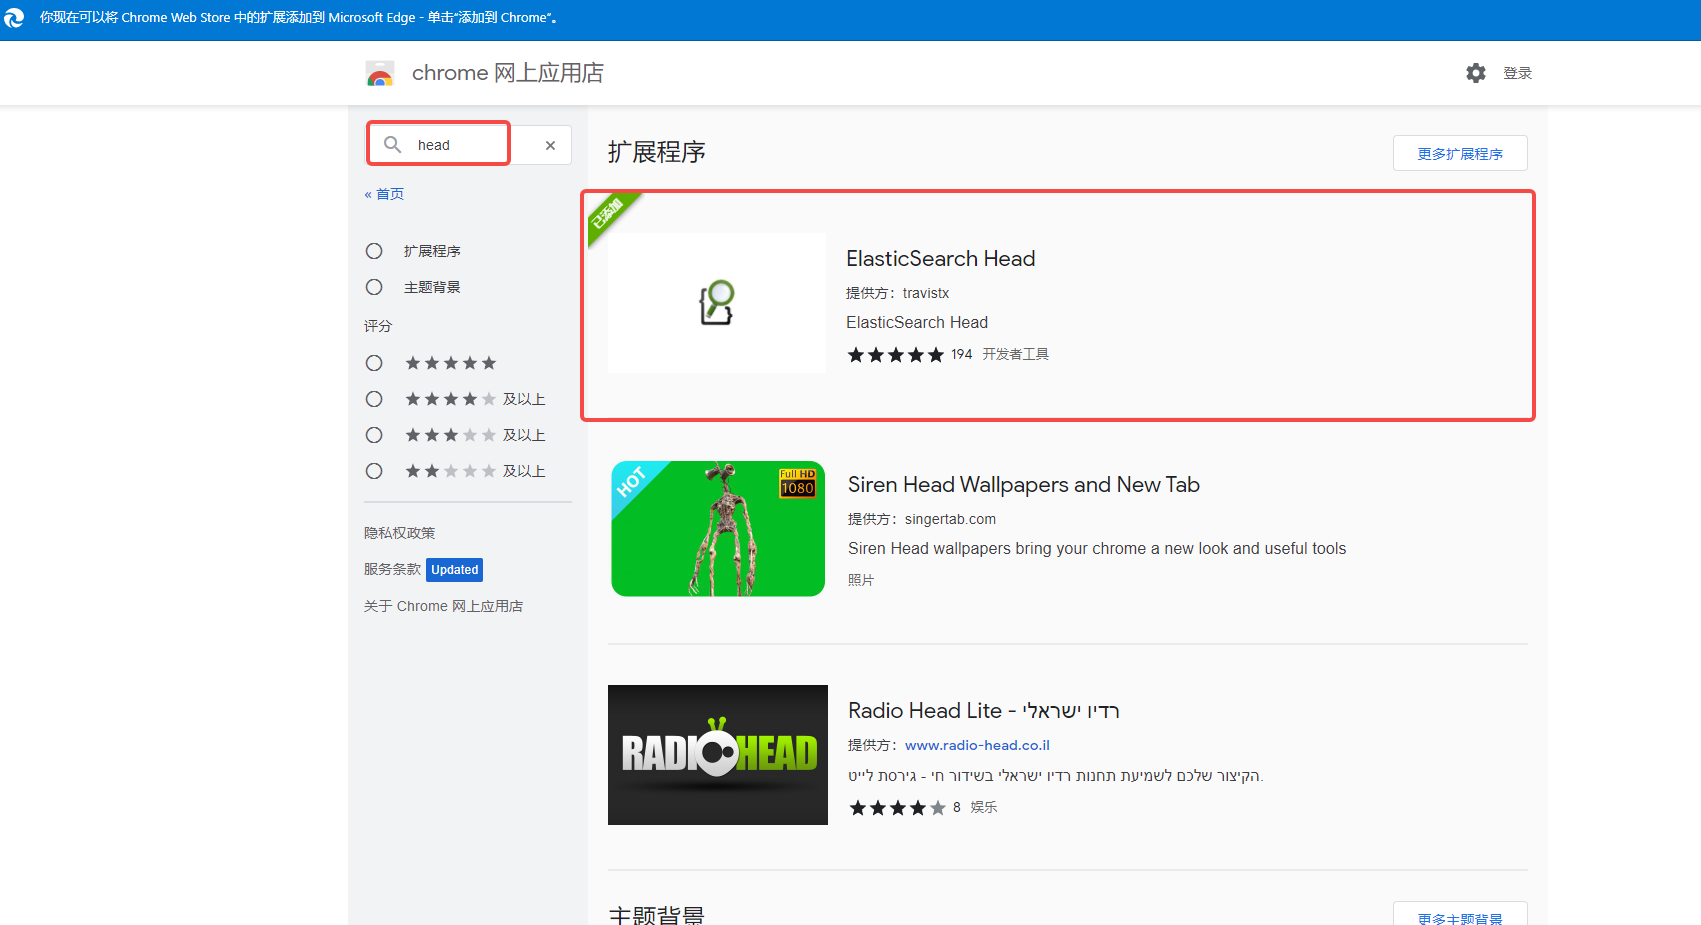 你现在可以将 Chrome Web Store 中的扩展添加到 Microsoft Edge - 单击“添加到 Chrome”。
chrome 网上应用店
登录
head
扩展程序
更多扩展程序
« 首页
已添加
扩展程序
主题背景
评分
及以上
及以上
及以上
隐私权政策
服务条款 Updated
关于 Chrome 网上应用店
ElasticSearch Head
提供方： travistx
ElasticSearch Head
194 开发者工具
HOT
Full HD
1080
Siren Head Wallpapers and New Tab
提供方： singertab.com
Siren Head wallpapers bring your chrome a new look and useful tools
照片
RADIOHEAD
Radio Head Lite - רדיו ישראלי
提供方： www.radio-head.co.il
הקיצור שלכם לשמיעת תחנות רדיו ישראלי בשידור חי - גירסת לייט.
8 娱乐
主题背景
更多主题背景